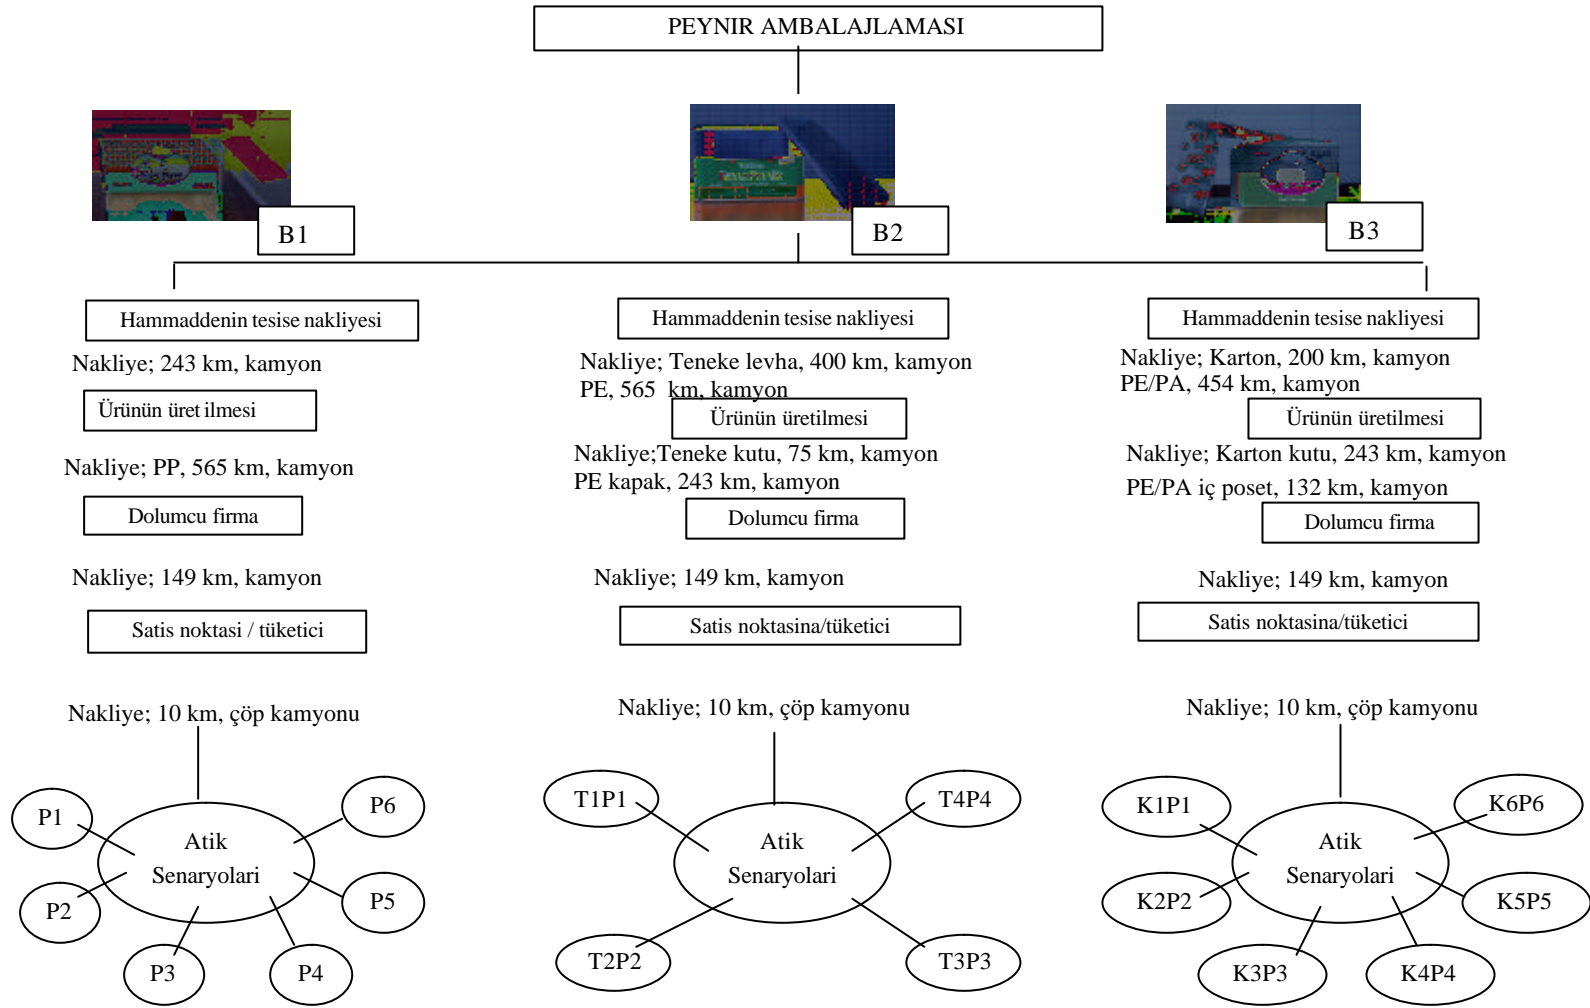 PEYNIR AMBALAJLAMASI
B1
B2
B3
Hammaddenin tesise nakliyesi
Nakliye; 243 km, kamyon
Ürünün üret ilmesi
Nakliye; PP, 565 km, kamyon
Dolumcu firma
Nakliye; 149 km, kamyon
Satis noktasi / tüketici
Nakliye; 10 km, çöp kamyonu
Atik
Senaryolari
P1
P2
P3
P4
P5
P6
Hammaddenin tesise nakliyesi
Nakliye; Teneke levha, 400 km, kamyon
PE, 565 km, kamyon
Ürünün üretilmesi
Nakliye;Teneke kutu, 75 km, kamyon
PE kapak, 243 km, kamyon
Dolumcu firma
Nakliye; 149 km, kamyon
Satis noktasina/tüketici
Nakliye; 10 km, çöp kamyonu
Atik
Senaryolari
T1P1
T2P2
T3P3
T4P4
Hammaddenin tesise nakliyesi
Nakliye; Karton, 200 km, kamyon
PE/PA, 454 km, kamyon
Ürünün üretilmesi
Nakliye; Karton kutu, 243 km, kamyon
PE/PA iç poset, 132 km, kamyon
Dolumcu firma
Nakliye; 149 km, kamyon
Satis noktasina/tüketici
Nakliye; 10 km, çöp kamyonu
Atik
Senaryolari
K1P1
K2P2
K3P3
K4P4
K5P5
K6P6